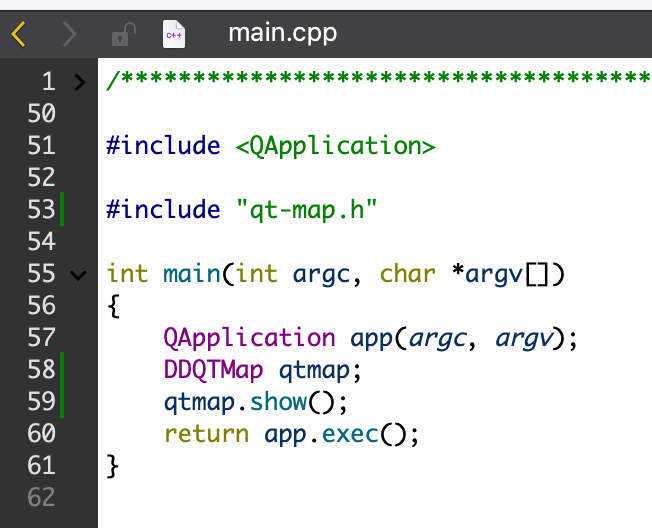 main.cpp
C++
1 /*************************************
50
51 #include <QApplication>
52
53 #include "qt-map.h"
54
55 int main(int argc, char *argv[])
56 {
57     QApplication app(argc, argv);
58     DDQTMap qtmap;
59     qtmap.show();
60     return app.exec();
61 }
62